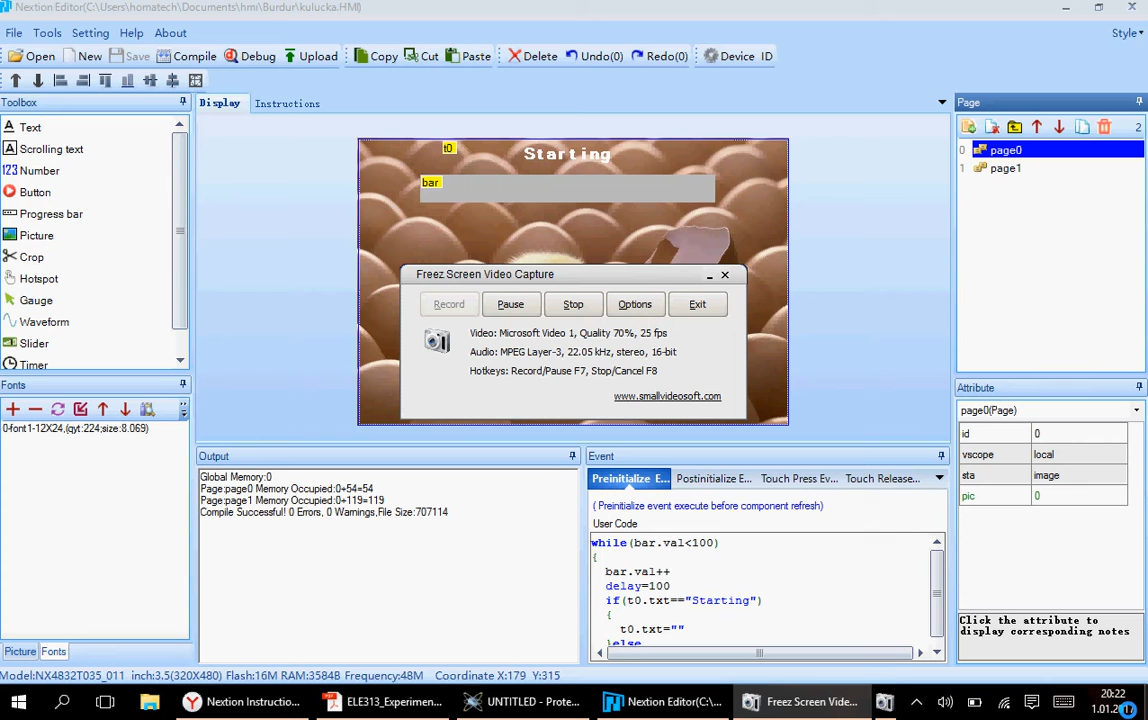 Nextion Editor(C:\Users\homatech\Documents\hmi\Burdur\kulucka.HMI)
File Tools Setting Help About Style
Open New Save Compile Debug Upload Copy Cut Paste Delete Undo(0) Redo(0) Device ID
Toolbox
Text
Scrolling text
Number
Button
Progress bar
Picture
Crop
Hotspot
Gauge
Waveform
Slider
Timer
Fonts
0-font1-12X24,(qyt:224;size:8.069)
Picture Fonts
Display Instructions
t0 Starting
bar
Freez Screen Video Capture
Record Pause Stop Options Exit
Video: Microsoft Video 1, Quality 70%, 25 fps
Audio: MPEG Layer-3, 22.05 kHz, stereo, 16-bit
Hotkeys: Record/Pause F7, Stop/Cancel F8
www.smallvideosoft.com
Output
Global Memory:0
Page:page0 Memory Occupied:0+54=54
Page:page1 Memory Occupied:0+119=119
Compile Successful! 0 Errors, 0 Warnings,File Size:707114
Event
Preinitialize E... Postinitialize E... Touch Press Ev... Touch Release...
( Preinitialize event execute before component refresh)
User Code
while(bar.val<100)
{
bar.val++
delay=100
if(t0.txt=="Starting")
{
t0.txt=""
}else
Page
2
0 page0
1 page1
Attribute
page0(Page)
id 0
vscope local
sta image
pic 0
Click the attribute to
display corresponding notes
Model:NX4832T035_011 inch:3.5(320X480) Flash:16M RAM:3584B Frequency:48M Coordinate X:179 Y:315
Nextion Instructio... ELE313_Experimen... UNTITLED - Prote... Nextion Editor(C:\... Freez Screen Vide...
20:22
1.01.2017